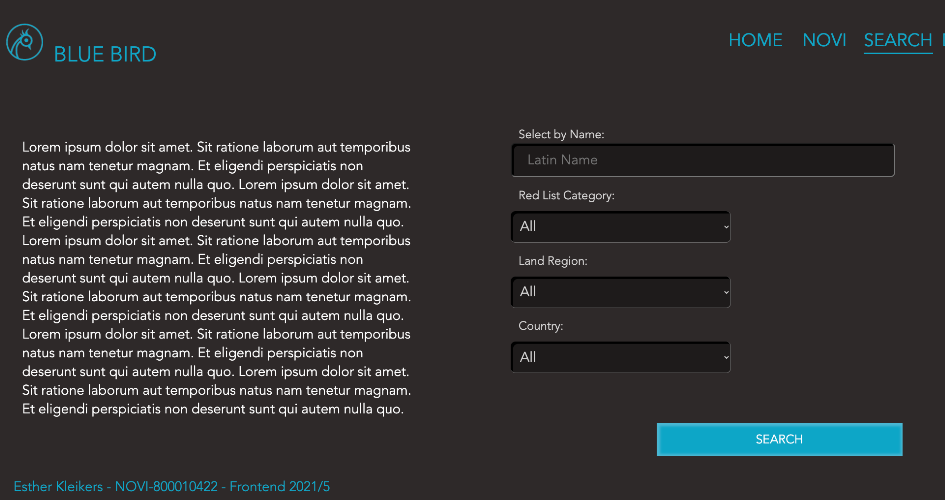 BLUE BIRD
HOME NOVI SEARCH
Lorem ipsum dolor sit amet. Sit ratione laborum aut temporibus
natus nam tenetur magnam. Et eligendi perspiciatis non
deserunt sunt qui autem nulla quo. Lorem ipsum dolor sit amet.
Sit ratione laborum aut temporibus natus nam tenetur magnam.
Et eligendi perspiciatis non deserunt sunt qui autem nulla quo.
Lorem ipsum dolor sit amet. Sit ratione laborum aut temporibus
natus nam tenetur magnam. Et eligendi perspiciatis non
deserunt sunt qui autem nulla quo. Lorem ipsum dolor sit amet.
Sit ratione laborum aut temporibus natus nam tenetur magnam.
Et eligendi perspiciatis non deserunt sunt qui autem nulla quo.
Lorem ipsum dolor sit amet. Sit ratione laborum aut temporibus
natus nam tenetur magnam. Et eligendi perspiciatis non
deserunt sunt qui autem nulla quo. Lorem ipsum dolor sit amet.
Sit ratione laborum aut temporibus natus nam tenetur magnam.
Et eligendi perspiciatis non deserunt sunt qui autem nulla quo.
Select by Name:
Latin Name
Red List Category:
All
Land Region:
All
Country:
All
SEARCH
Esther Kleikers - NOVI-800010422 - Frontend 2021/5